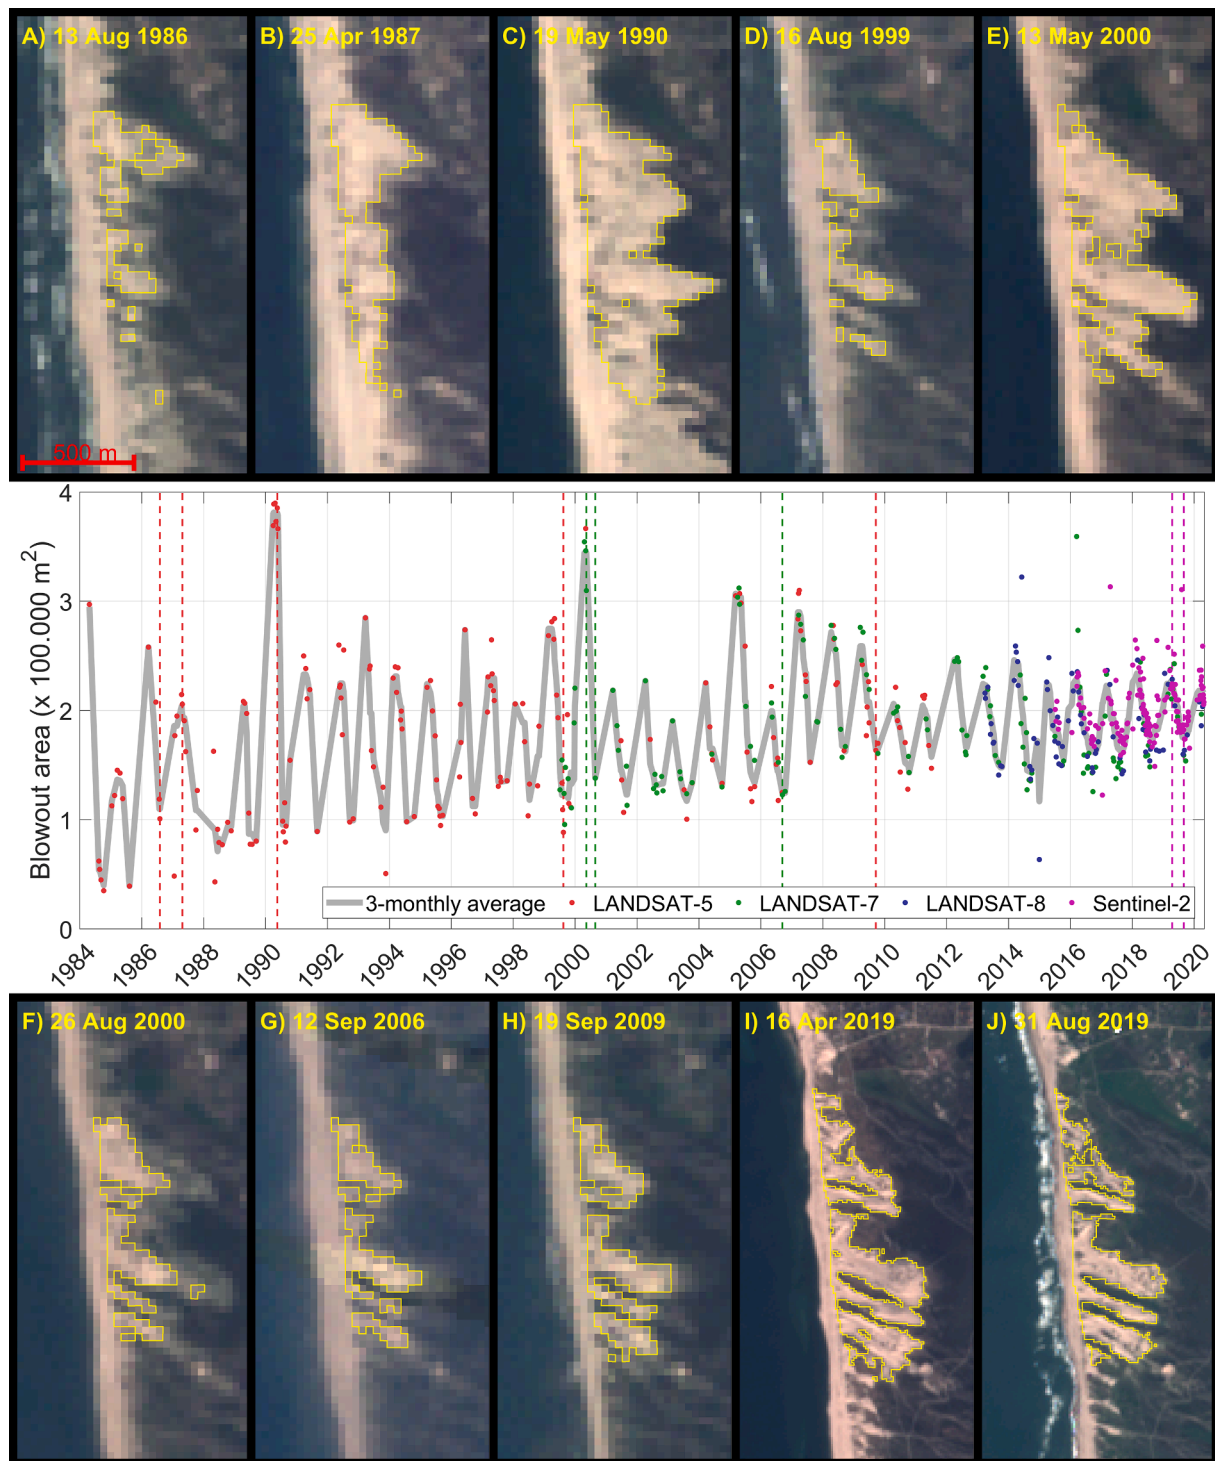 A) 13 Aug 1986
B) 25 Apr 1987
C) 19 May 1990
D) 16 Aug 1999
E) 13 May 2000
500 m
Blowout area (x 100.000 m²)
4
3
2
1
0
3-monthly average
LANDSAT-5
LANDSAT-7
LANDSAT-8
Sentinel-2
1984
1986
1988
1990
1992
1994
1996
1998
2000
2002
2004
2006
2008
2010
2012
2014
2016
2018
2020
F) 26 Aug 2000
G) 12 Sep 2006
H) 19 Sep 2009
I) 16 Apr 2019
J) 31 Aug 2019